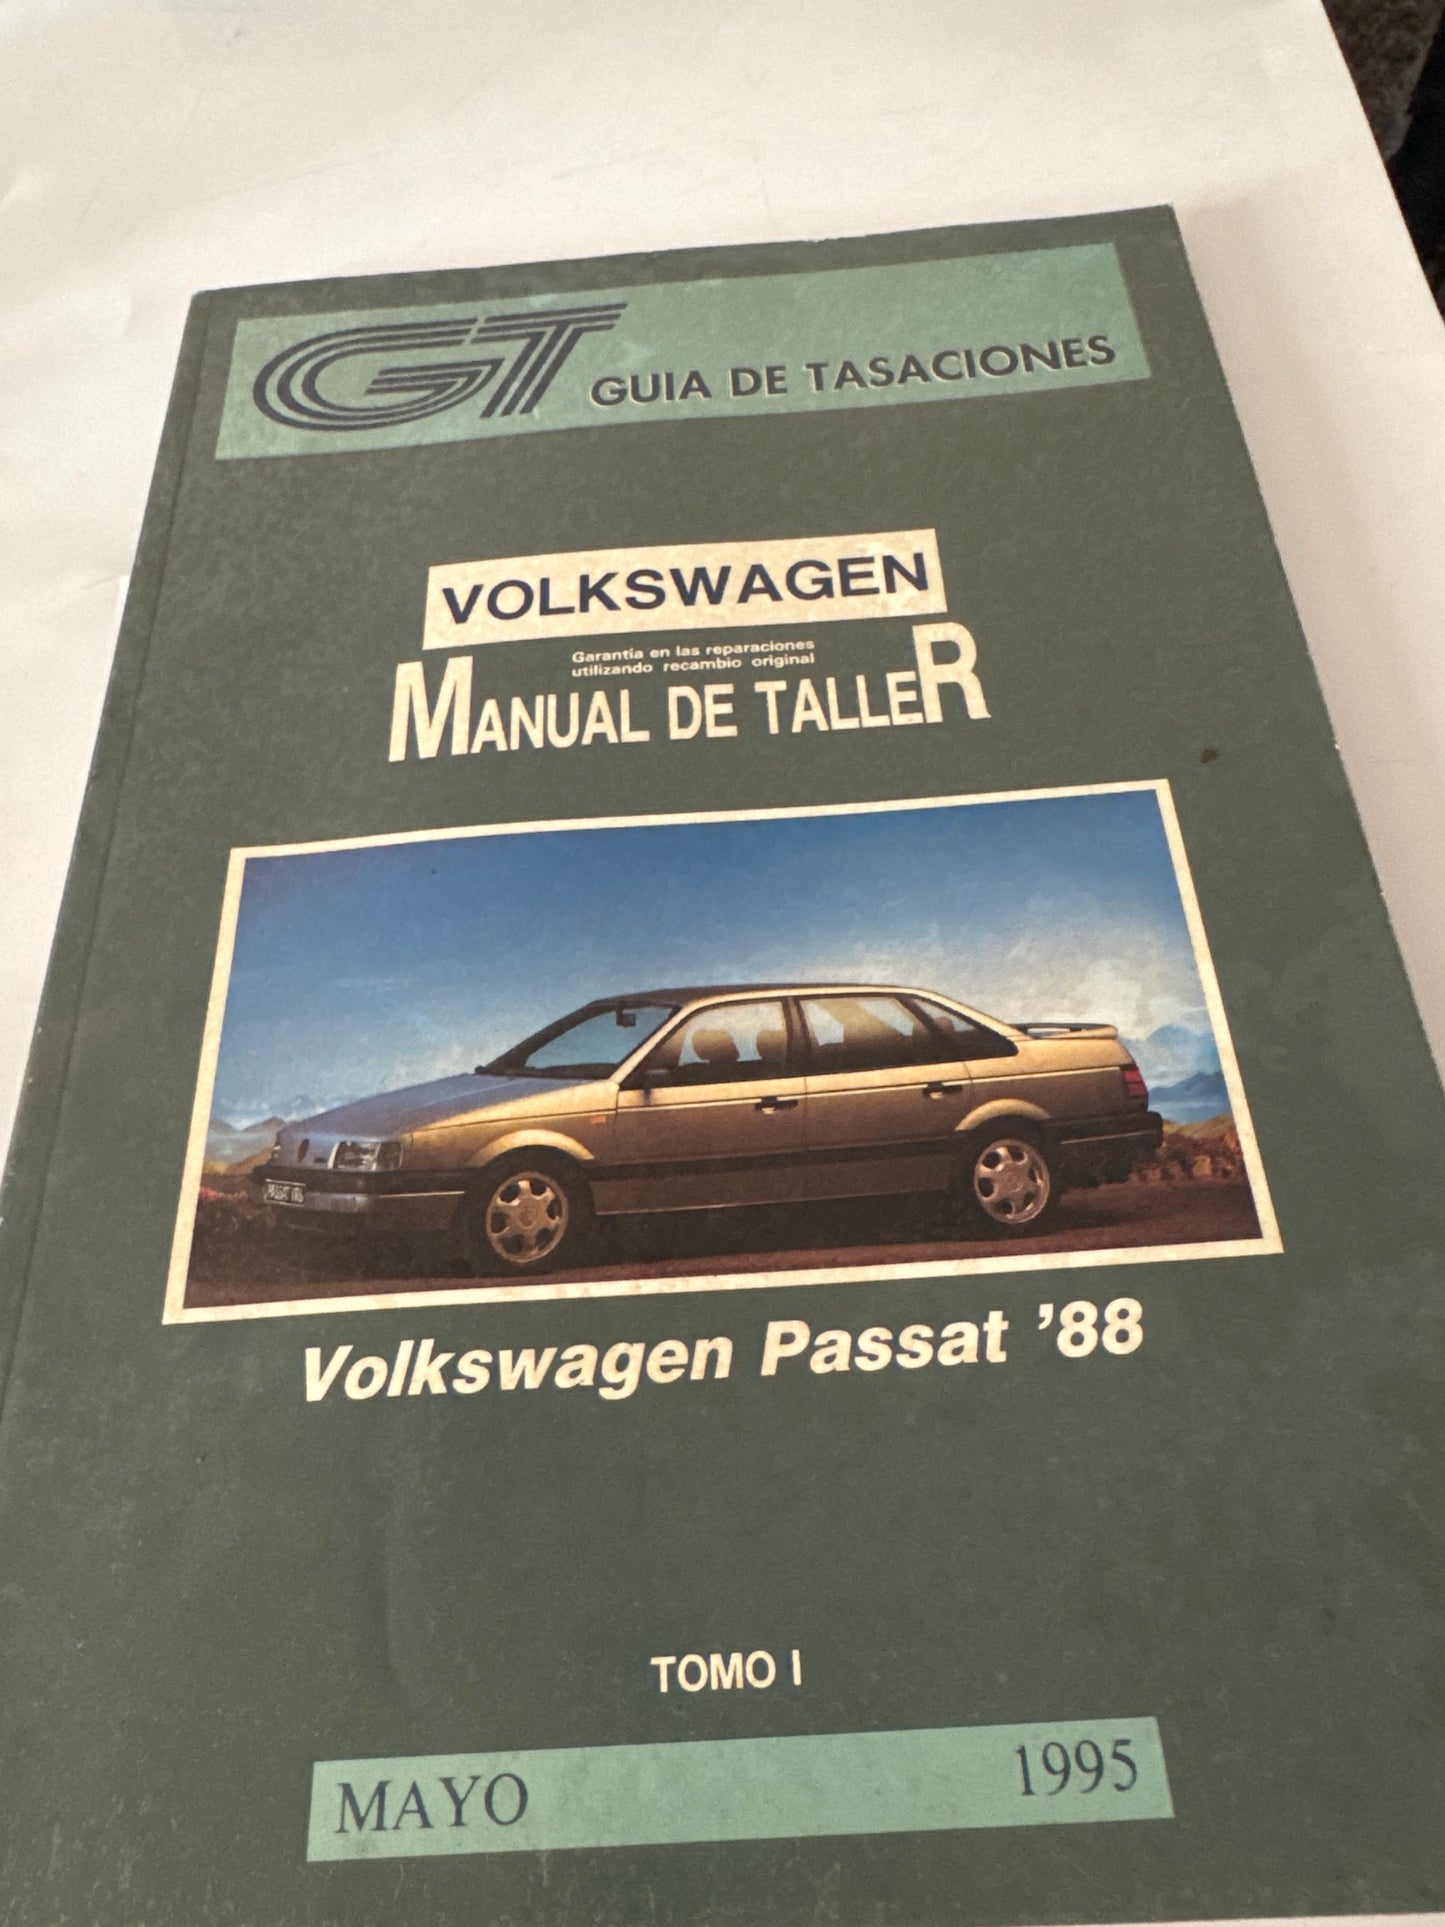 GT GUIA DE TASACIONES
VOLKSWAGEN
Garantía en las reparaciones
utilizando recambio original
MANUAL DE TALLER
Volkswagen Passat '88
TOMO I
MAYO 1995